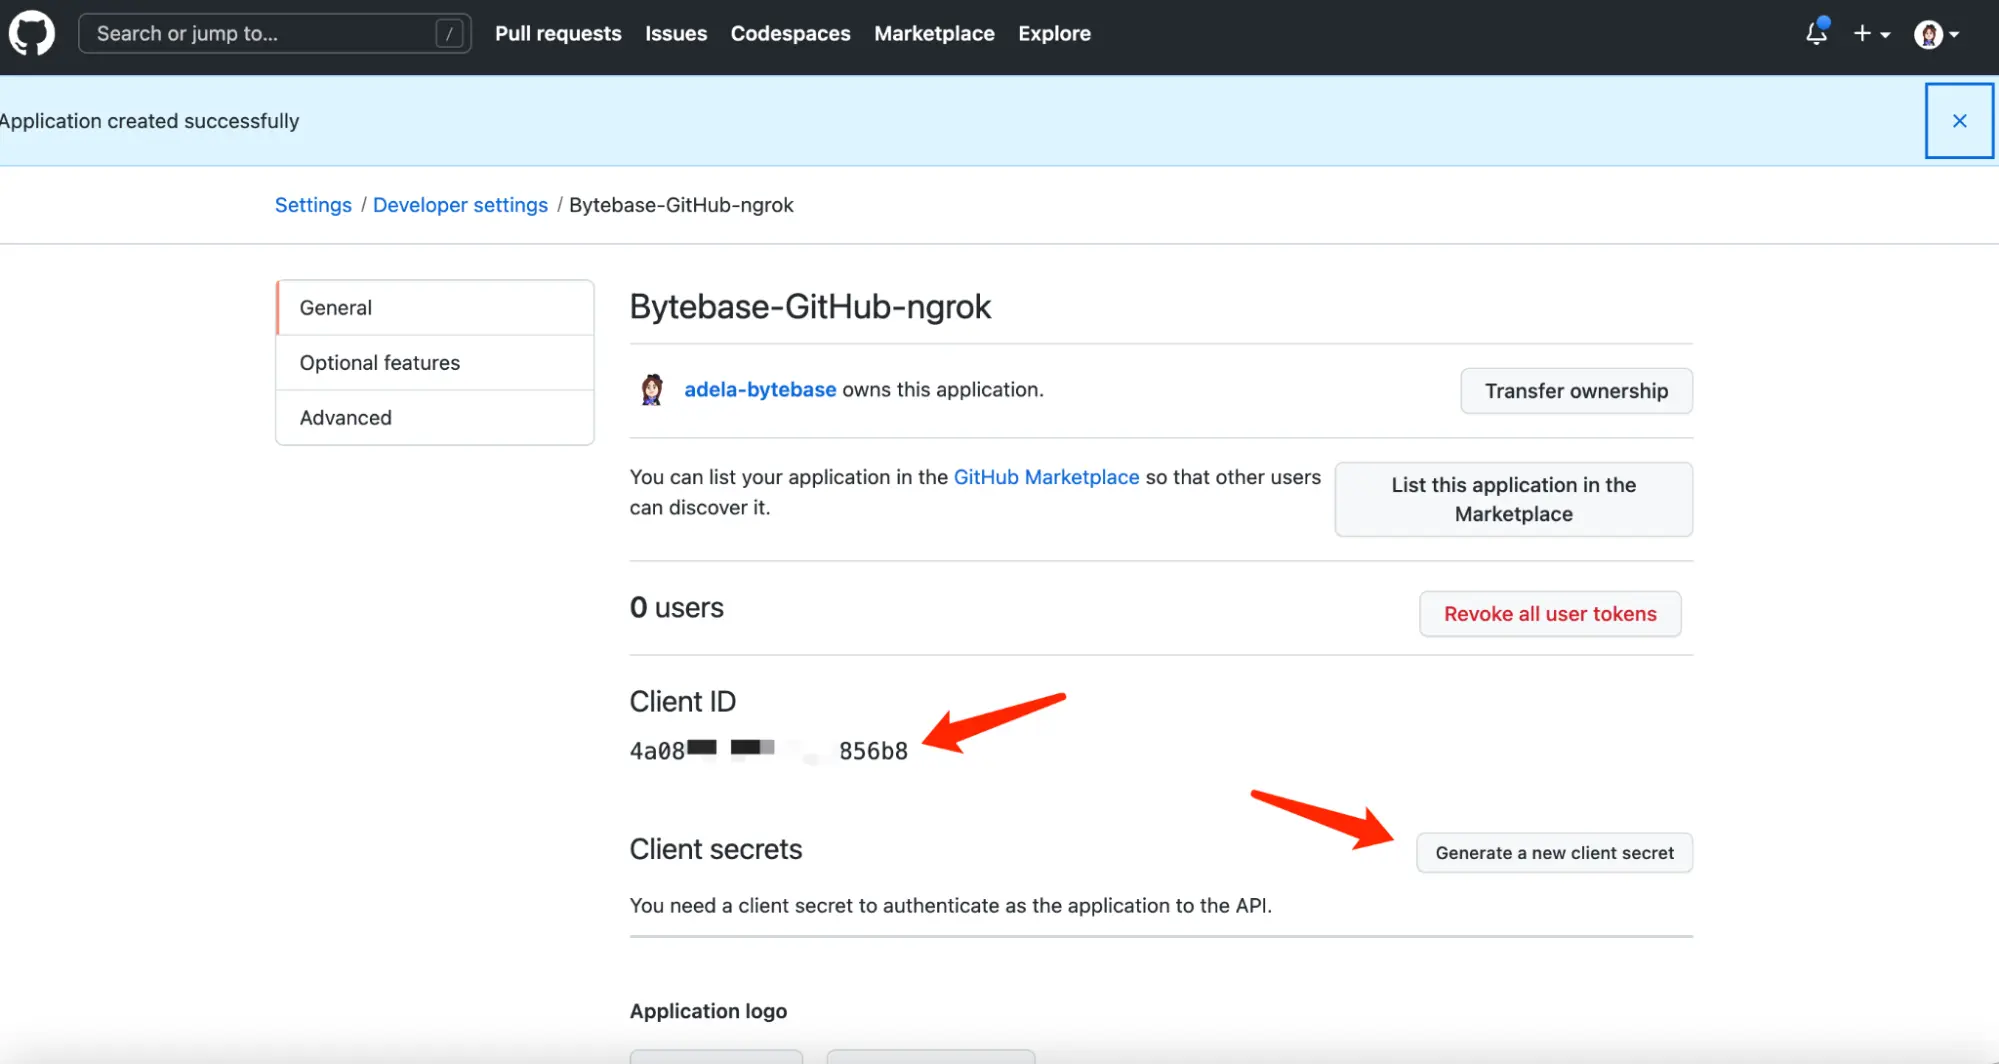 Search or jump to... /
Pull requests Issues Codespaces Marketplace Explore
Application created successfully
Settings / Developer settings / Bytebase-GitHub-ngrok
General
Optional features
Advanced
Bytebase-GitHub-ngrok
adela-bytebase owns this application.
Transfer ownership
You can list your application in the GitHub Marketplace so that other users
can discover it.
List this application in the
Marketplace
0 users
Revoke all user tokens
Client ID
4a08 856b8
Client secrets
Generate a new client secret
You need a client secret to authenticate as the application to the API.
Application logo